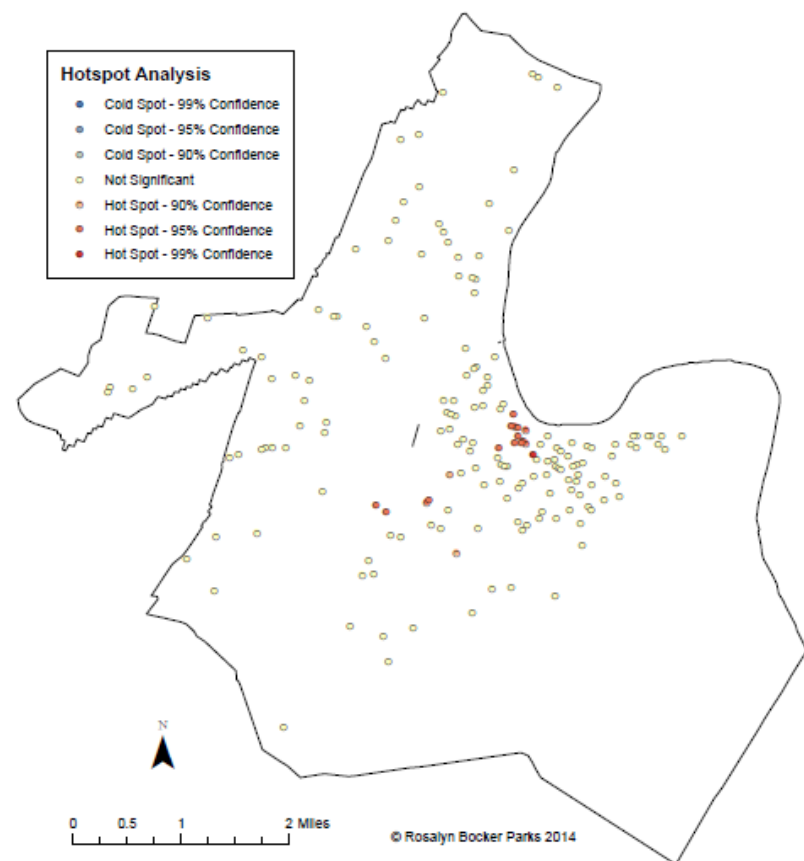 Hotspot Analysis
Cold Spot - 99% Confidence
Cold Spot - 95% Confidence
Cold Spot - 90% Confidence
Not Significant
Hot Spot - 90% Confidence
Hot Spot - 95% Confidence
Hot Spot - 99% Confidence
N
0 0.5 1 2 Miles
© Rosalyn Bocker Parks 2014